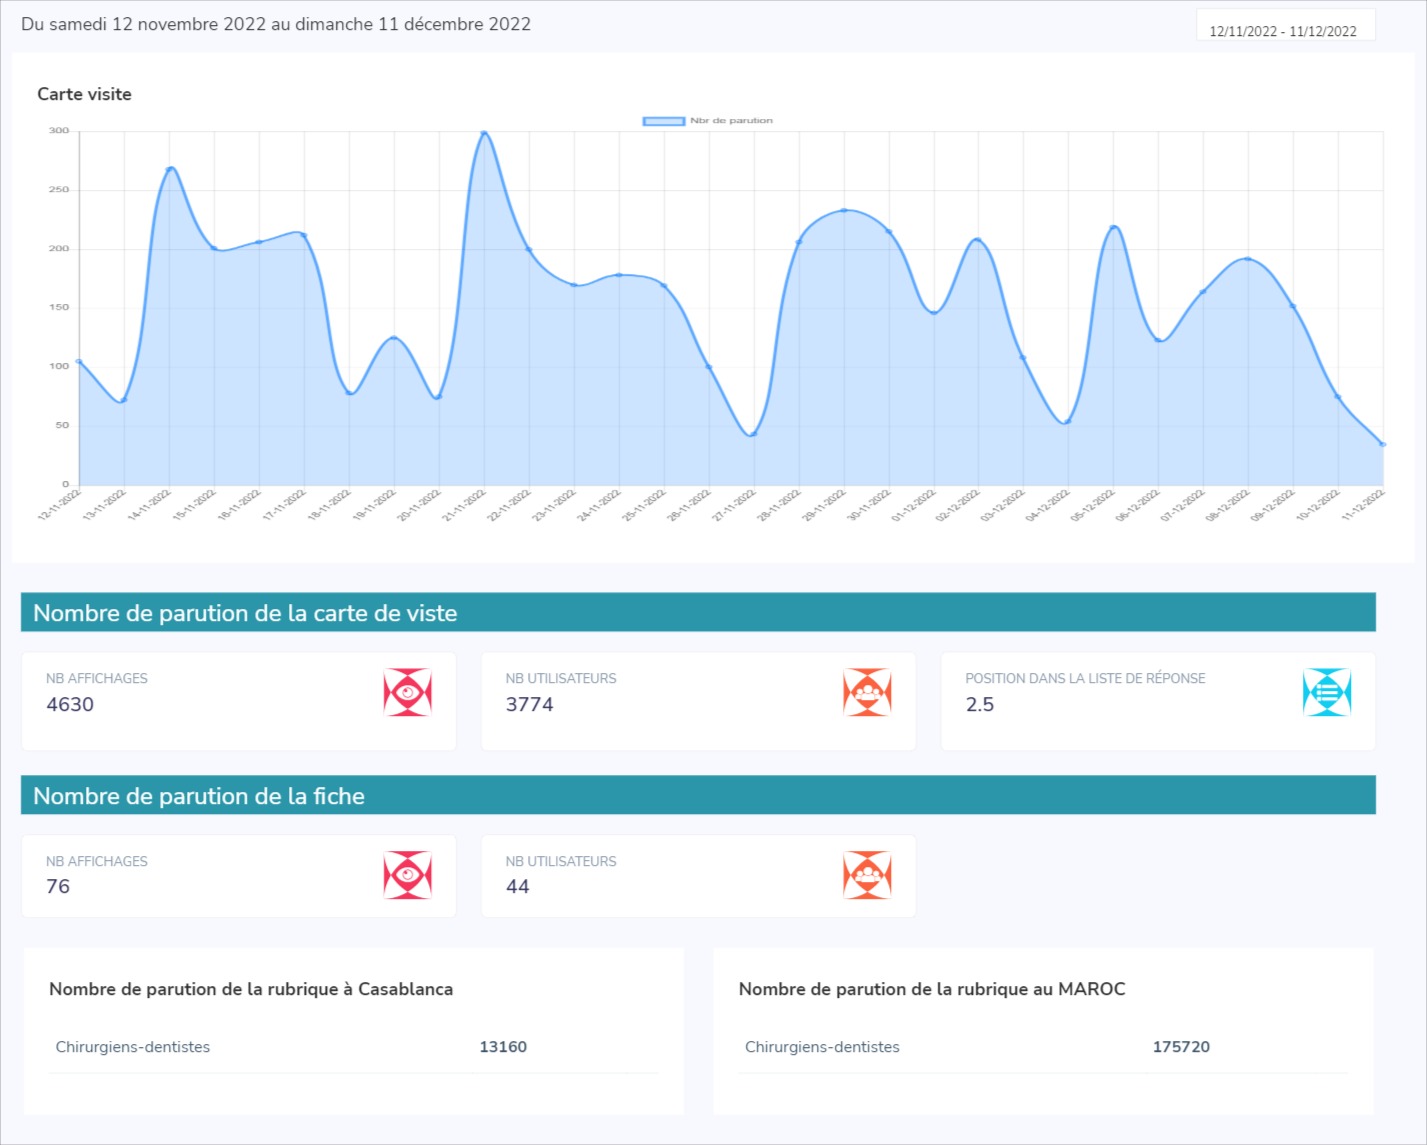 Du samedi 12 novembre 2022 au dimanche 11 décembre 2022
12/11/2022 - 11/12/2022
Carte visite
Nbr de parution
300
250
200
150
100
50
0
12-11-2022
13-11-2022
14-11-2022
15-11-2022
16-11-2022
17-11-2022
18-11-2022
19-11-2022
20-11-2022
21-11-2022
22-11-2022
23-11-2022
24-11-2022
25-11-2022
26-11-2022
27-11-2022
28-11-2022
29-11-2022
30-11-2022
01-12-2022
02-12-2022
03-12-2022
04-12-2022
05-12-2022
06-12-2022
07-12-2022
08-12-2022
09-12-2022
10-12-2022
11-12-2022
Nombre de parution de la carte de viste
NB AFFICHAGES
4630
NB UTILISATEURS
3774
POSITION DANS LA LISTE DE RÉPONSE
2.5
Nombre de parution de la fiche
NB AFFICHAGES
76
NB UTILISATEURS
44
Nombre de parution de la rubrique à Casablanca
Chirurgiens-dentistes 13160
Nombre de parution de la rubrique au MAROC
Chirurgiens-dentistes 175720